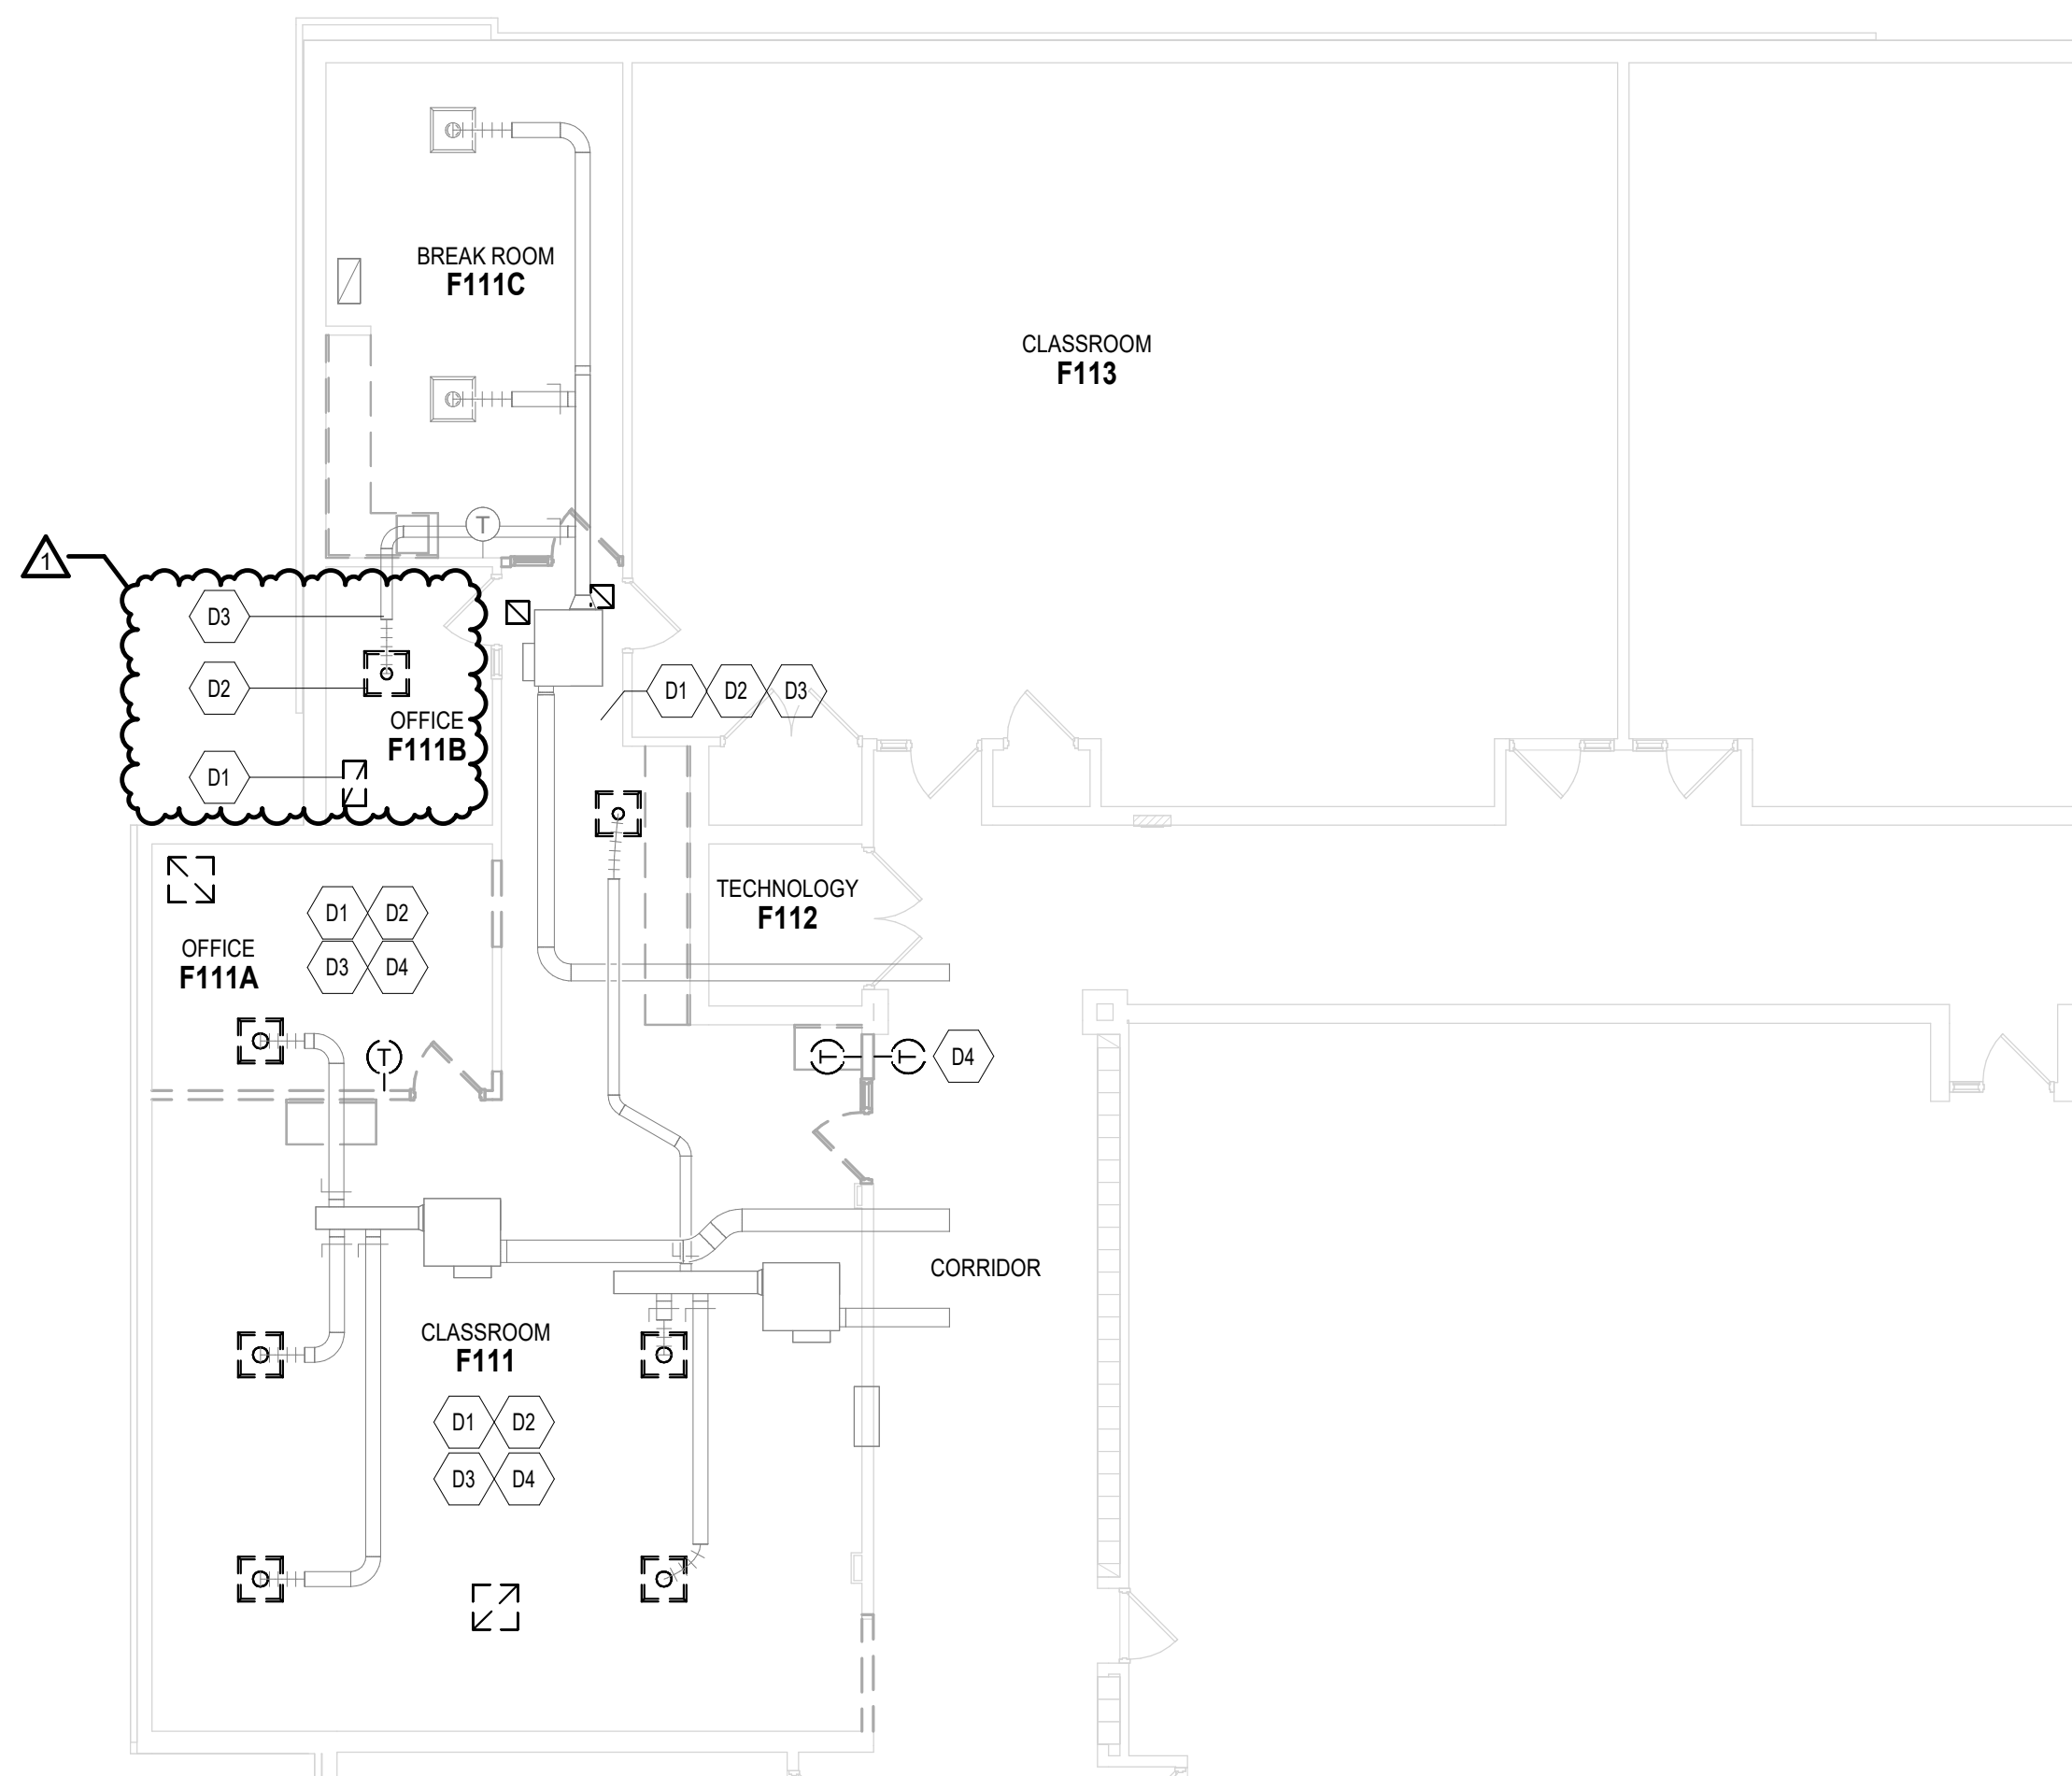 BREAK ROOM
F111C
CLASSROOM
F113
T
1
D3
D2
D1
OFFICE
F111B
D1 D2 D3
TECHNOLOGY
F112
D1 D2
D3 D4
OFFICE
F111A
T
T T D4
CORRIDOR
CLASSROOM
F111
D1 D2
D3 D4